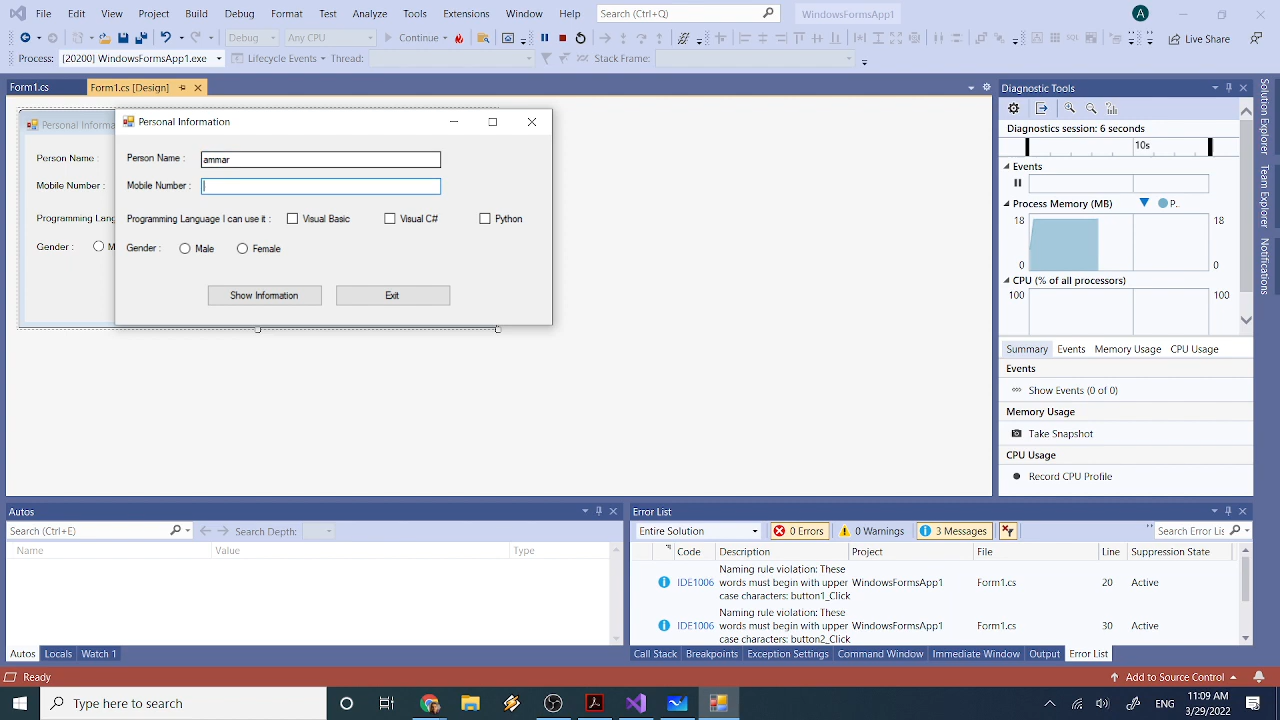 File Edit View Git Project Build Debug Format Test Analyze Tools Extensions Window Help Search (Ctrl+Q) WindowsFormsApp1 A
Debug Any CPU Continue Live Share
Process: [20200] WindowsFormsApp1.exe Lifecycle Events Thread: Stack Frame:
Form1.cs Form1.cs [Design]
Personal Informa
Person Name :
Mobile Number :
Programming Lang
Gender : M
Personal Information
Person Name : ammar
Mobile Number :
Programming Language I can use it : Visual Basic Visual C# Python
Gender : Male Female
Show Information Exit
Diagnostic Tools
Diagnostics session: 6 seconds
10s
Events
Process Memory (MB) P..
18 18
0 0
CPU (% of all processors)
100 100
Summary Events Memory Usage CPU Usage
Events
Show Events (0 of 0)
Memory Usage
Take Snapshot
CPU Usage
Record CPU Profile
Solution Explorer
Team Explorer
Notifications
Autos
Search (Ctrl+E) Search Depth:
Name Value Type
Autos Locals Watch 1
Error List
Entire Solution 0 Errors 0 Warnings 3 Messages Search Error Lis
Code Description Project File Line Suppression State
Naming rule violation: These
IDE1006 words must begin with upper WindowsFormsApp1 Form1.cs 20 Active
case characters: button1_Click
Naming rule violation: These
IDE1006 words must begin with upper WindowsFormsApp1 Form1.cs 30 Active
case characters: button2_Click
Call Stack Breakpoints Exception Settings Command Window Immediate Window Output Error List
Ready Add to Source Control
Type here to search ENG 11:09 AM
3/29/2022